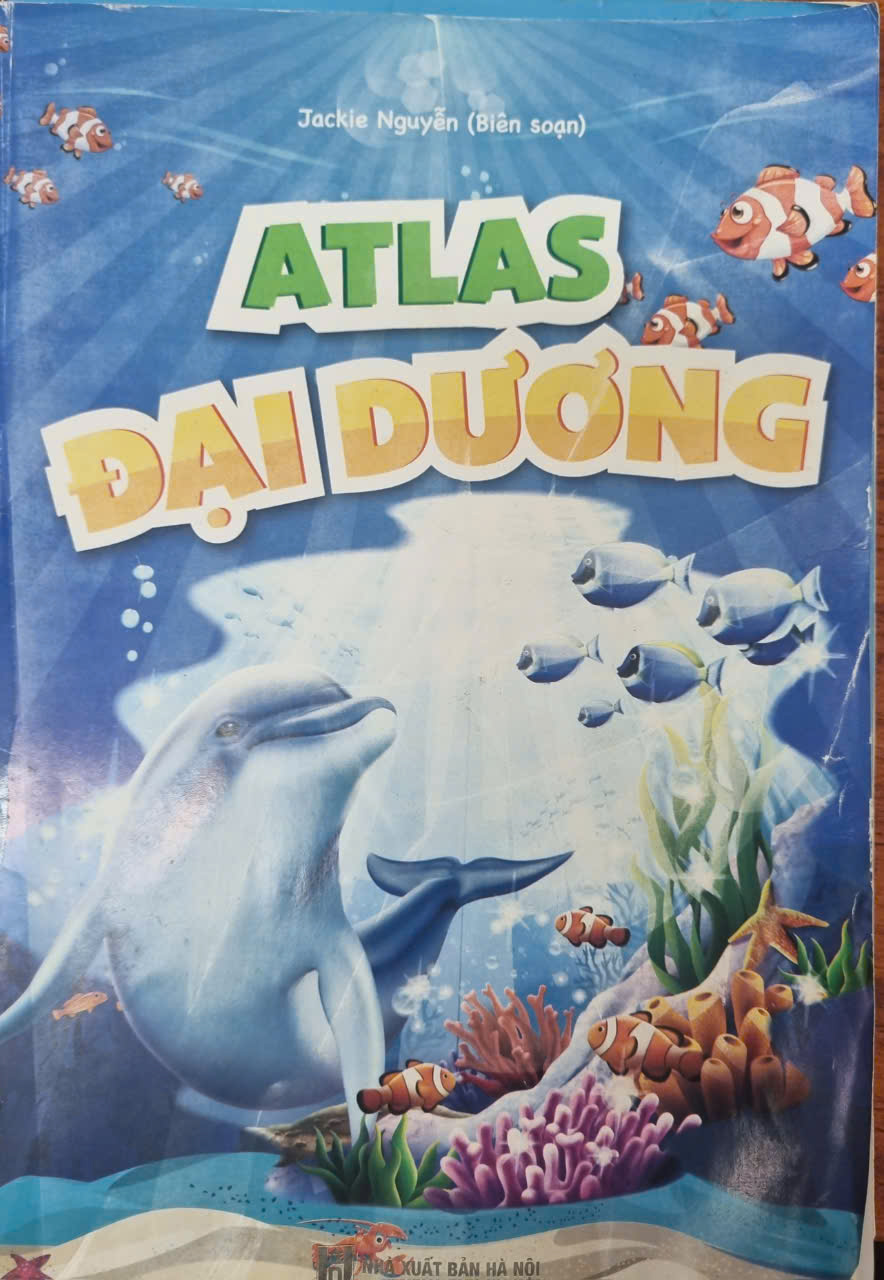 Jackie Nguyễn (Biên soạn)
ATLAS
ĐẠI DƯƠNG
NHÀ XUẤT BẢN HÀ NỘI